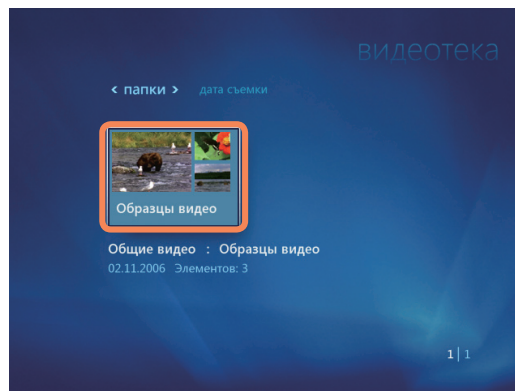 видеотека
< папки > дата съемки
Образцы видео
Общие видео : Образцы видео
02.11.2006 Элементов: 3
1 | 1